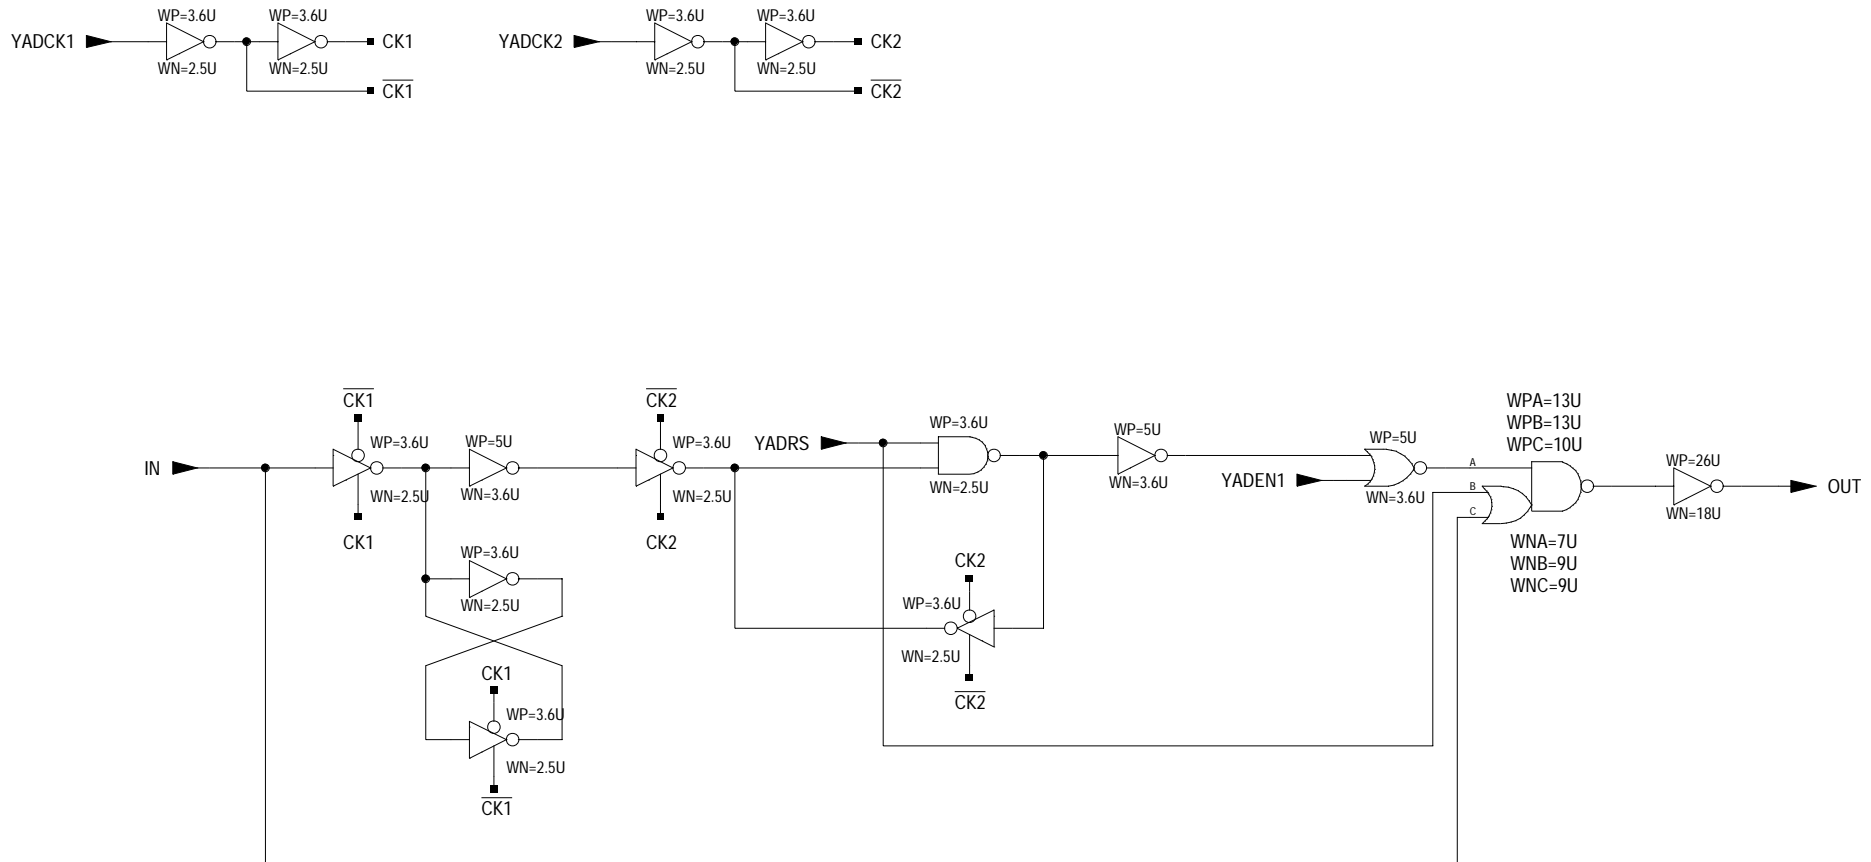 WP=3.6U WP=3.6U WP=3.6U WP=3.6U
YADCK1 CK1 YADCK2 CK2
WN=2.5U WN=2.5U WN=2.5U WN=2.5U
CK1 CK2
CK1 CK2 WPA=13U
WPB=13U
WP=3.6U WP=5U WP=3.6U YADRS WP=3.6U WP=5U WP=5U WPC=10U
IN A WP=26U
WN=2.5U WN=3.6U WN=2.5U WN=2.5U WN=3.6U YADEN1 WN=3.6U B OUT
C WN=18U
CK1 CK2 WNA=7U
WP=3.6U CK2 WNB=9U
WNC=9U
WN=2.5U WP=3.6U
WN=2.5U
CK1 CK2
WP=3.6U
WN=2.5U
CK1